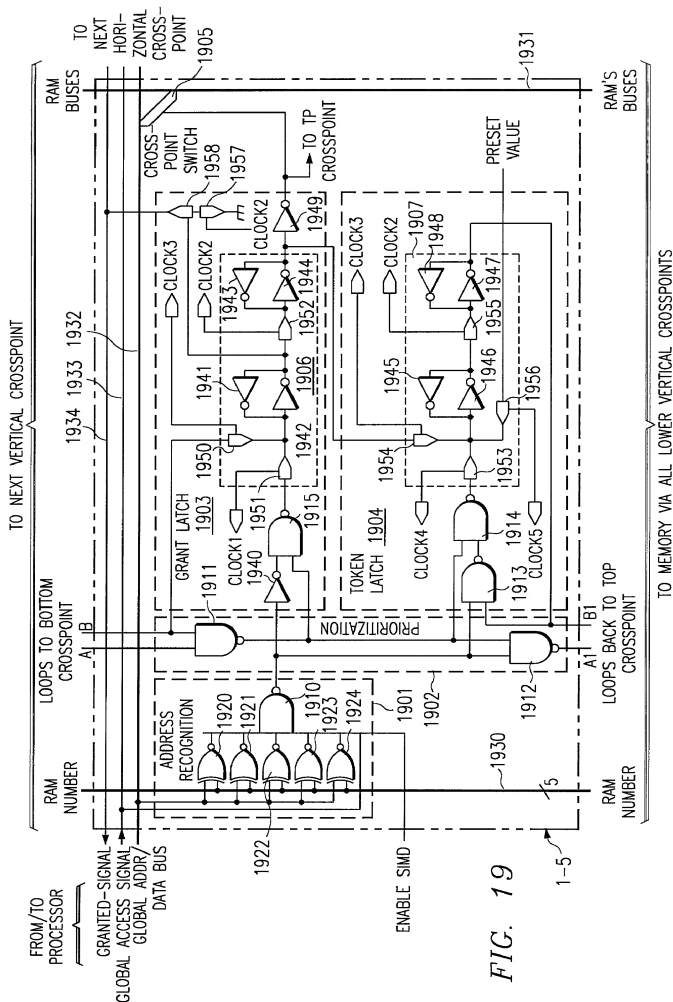 TO NEXT VERTICAL CROSSPOINT
FROM/TO
PROCESSOR
GRANTED-SIGNAL
GLOBAL ACCESS SIGNAL
GLOBAL ADDR/
DATA BUS
RAM
NUMBER
LOOPS TO BOTTOM
CROSSPOINT
A
B
1934
1933
1932
RAM
BUSES
TO
NEXT
HORI-
ZONTAL
CROSS-
POINT
1905
CROSS-
POINT
SWITCH
1958
1957
CLOCK2
CLOCK3
CLOCK2
GRANT LATCH
1903
1911
1950
1941
1943
1951
1942
1906
1952
1944
1949
CLOCK1
1940
1915
TO TP
CROSSPOINT
1931
ADDRESS
RECOGNITION
1920
1921
1910
1923
1924
1922
1901
1902
PRIORITIZATION
TOKEN
LATCH
1904
CLOCK3
CLOCK2
1907
1945
1948
1954
CLOCK4
1953
1946
1955
1947
1914
1913
1956
CLOCK5
PRESET
VALUE
1912
1930
5
ENABLE SIMD
1-5
RAM
NUMBER
A1
B1
LOOPS BACK TO TOP
CROSSPOINT
RAM'S
BUSES
TO MEMORY VIA ALL LOWER VERTICAL CROSSPOINTS
FIG. 19